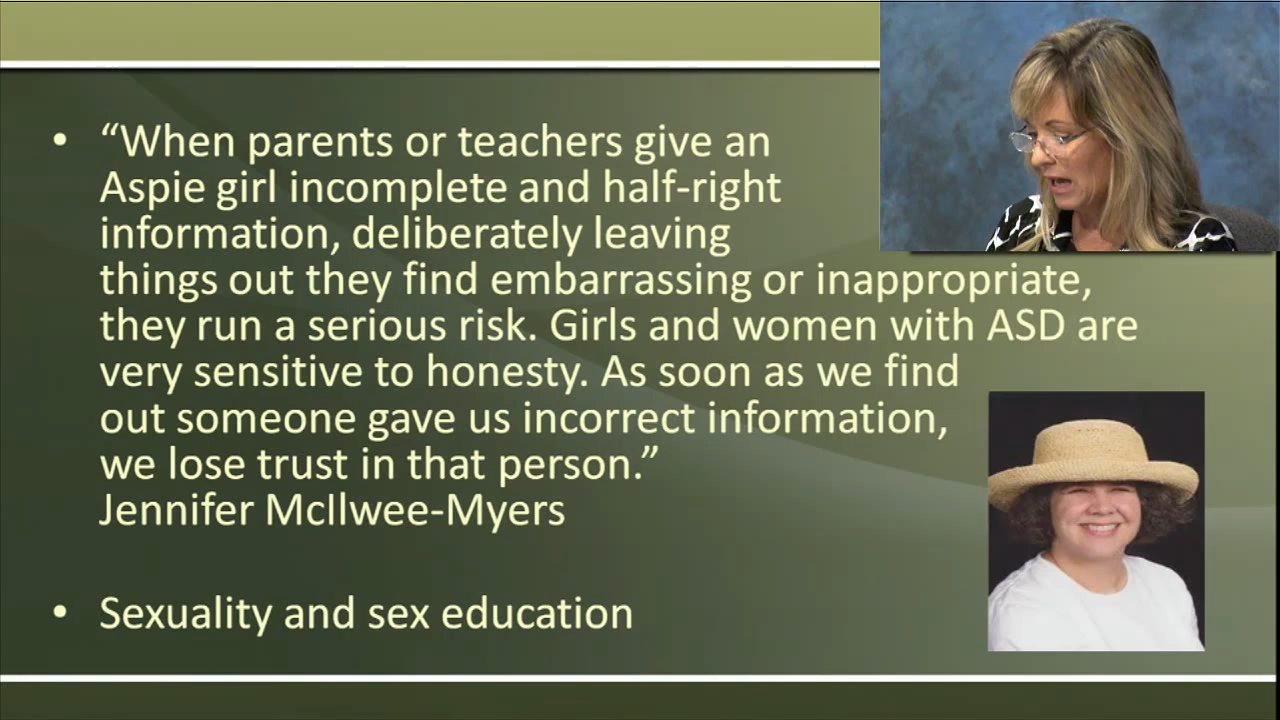 • “When parents or teachers give an
Aspie girl incomplete and half-right
information, deliberately leaving
things out they find embarrassing or inappropriate,
they run a serious risk. Girls and women with ASD are
very sensitive to honesty. As soon as we find
out someone gave us incorrect information,
we lose trust in that person.”
Jennifer McIlwee-Myers
• Sexuality and sex education